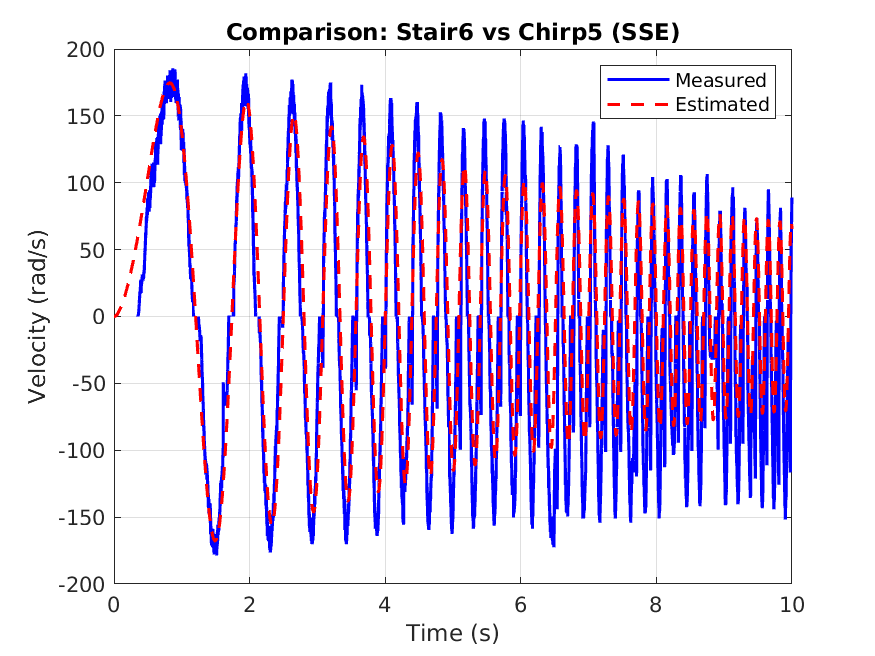 Comparison: Stair6 vs Chirp5 (SSE)
Measured
Estimated
Velocity (rad/s)
200
150
100
50
0
-50
-100
-150
-200
0 2 4 6 8 10
Time (s)